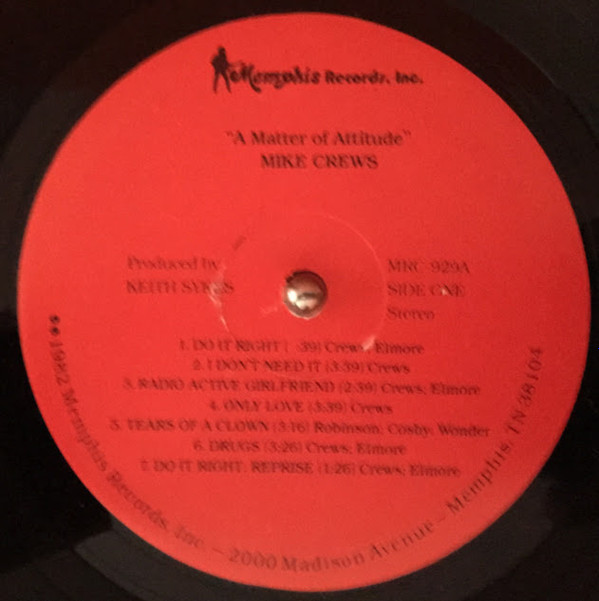 Memphis Records, Inc.
"A Matter of Attitude"
MIKE CREWS
Produced by
KEITH SYKES
MRC-929A
SIDE ONE
Stereo
1. DO IT RIGHT ( :39) Crews; Elmore
2. I DON'T NEED IT (3:39) Crews
3. RADIO ACTIVE GIRLFRIEND (2:39) Crews; Elmore
4. ONLY LOVE (3:39) Crews
5. TEARS OF A CLOWN (3:16) Robinson, Cosby, Wonder
6. DRUGS (3:26) Crews; Elmore
7. DO IT RIGHT: REPRISE (1:26) Crews; Elmore
1982 Memphis Records, Inc. – 2000 Madison Avenue – Memphis, TN 38104